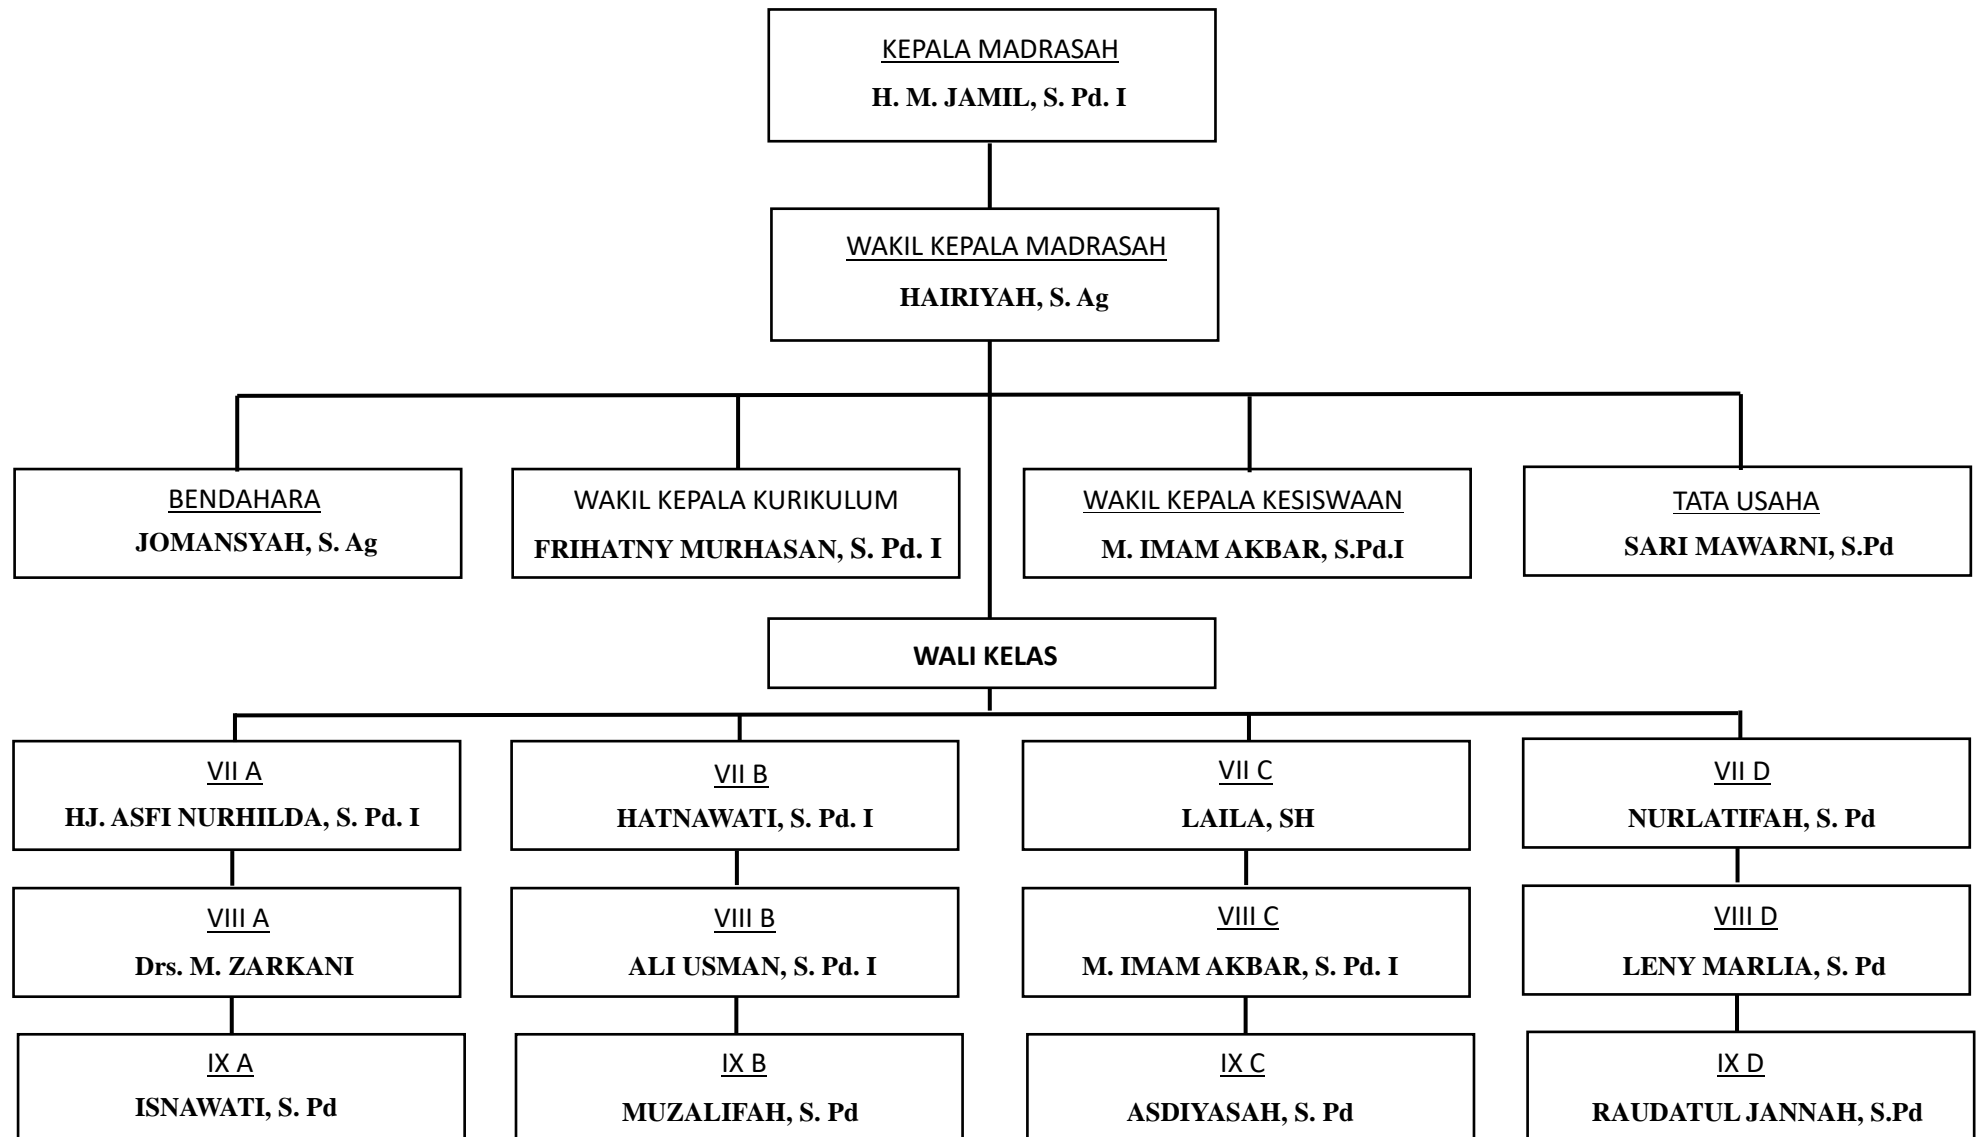 KEPALA MADRASAH
H. M. JAMIL, S. Pd. I
WAKIL KEPALA MADRASAH
HAIRIYAH, S. Ag
BENDAHARA
JOMANSYAH, S. Ag
WAKIL KEPALA KURIKULUM
FRIHATNY MURHASAN, S. Pd. I
WAKIL KEPALA KESISWAAN
M. IMAM AKBAR, S.Pd.I
TATA USAHA
SARI MAWARNI, S.Pd
WALI KELAS
VII A
HJ. ASFI NURHILDA, S. Pd. I
VII B
HATNAWATI, S. Pd. I
VII C
LAILA, SH
VII D
NURLATIFAH, S. Pd
VIII A
Drs. M. ZARKANI
VIII B
ALI USMAN, S. Pd. I
VIII C
M. IMAM AKBAR, S. Pd. I
VIII D
LENY MARLIA, S. Pd
IX A
ISNAWATI, S. Pd
IX B
MUZALIFAH, S. Pd
IX C
ASDIYASAH, S. Pd
IX D
RAUDATUL JANNAH, S.Pd